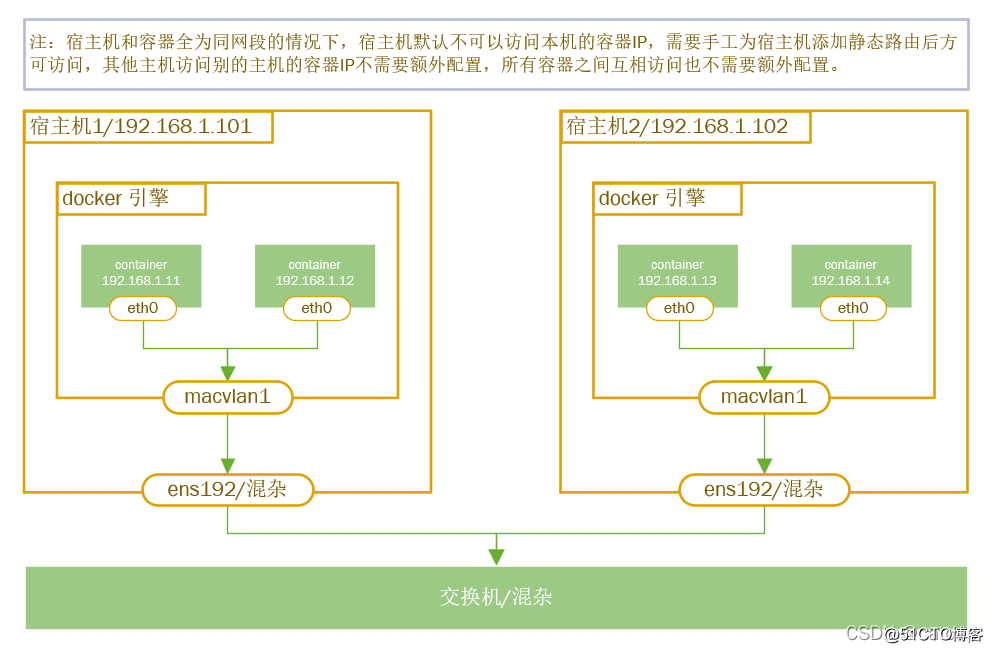 注：宿主机和容器全为同网段的情况下，宿主机默认不可以访问本机的容器IP，需要手工为宿主机添加静态路由后方
可访问，其他主机访问别的主机的容器IP不需要额外配置，所有容器之间互相访问也不需要额外配置。
宿主机1/192.168.1.101
宿主机2/192.168.1.102
docker 引擎
docker 引擎
container
192.168.1.11
container
192.168.1.12
container
192.168.1.13
container
192.168.1.14
eth0
eth0
eth0
eth0
macvlan1
macvlan1
ens192/混杂
ens192/混杂
交换机/混杂
CSDN
@51CTO博客